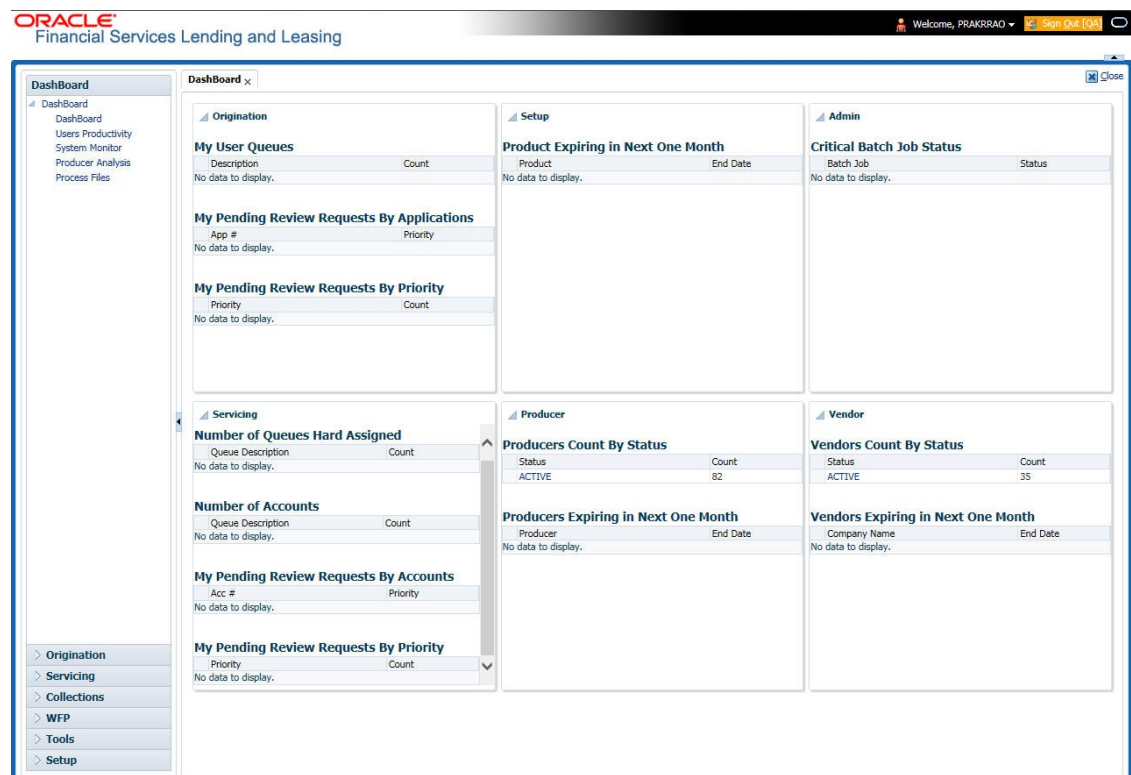 ORACLE
Financial Services Lending and Leasing
Welcome, PRAKRRAO
Sign Out [QA]
DashBoard
DashBoard
DashBoard
Users Productivity
System Monitor
Producer Analysis
Process Files
Origination
Servicing
Collections
WFP
Tools
Setup
DashBoard
Close
Origination
My User Queues
Description Count
No data to display.
My Pending Review Requests By Applications
App # Priority
No data to display.
My Pending Review Requests By Priority
Priority Count
No data to display.
Setup
Product Expiring in Next One Month
Product End Date
No data to display.
Admin
Critical Batch Job Status
Batch Job Status
No data to display.
Servicing
Number of Queues Hard Assigned
Queue Description Count
No data to display.
Number of Accounts
Queue Description Count
No data to display.
My Pending Review Requests By Accounts
Acc # Priority
No data to display.
My Pending Review Requests By Priority
Priority Count
No data to display.
Producer
Producers Count By Status
Status Count
ACTIVE 82
Producers Expiring in Next One Month
Producer End Date
No data to display.
Vendor
Vendors Count By Status
Status Count
ACTIVE 35
Vendors Expiring in Next One Month
Company Name End Date
No data to display.